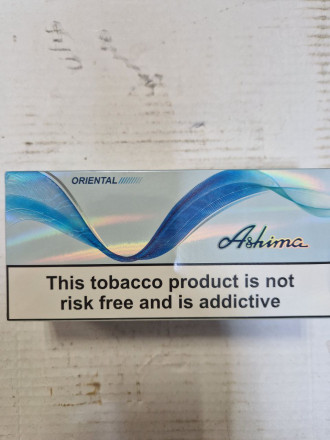 ORIENTAL
Ashima
This tobacco product is not
risk free and is addictive